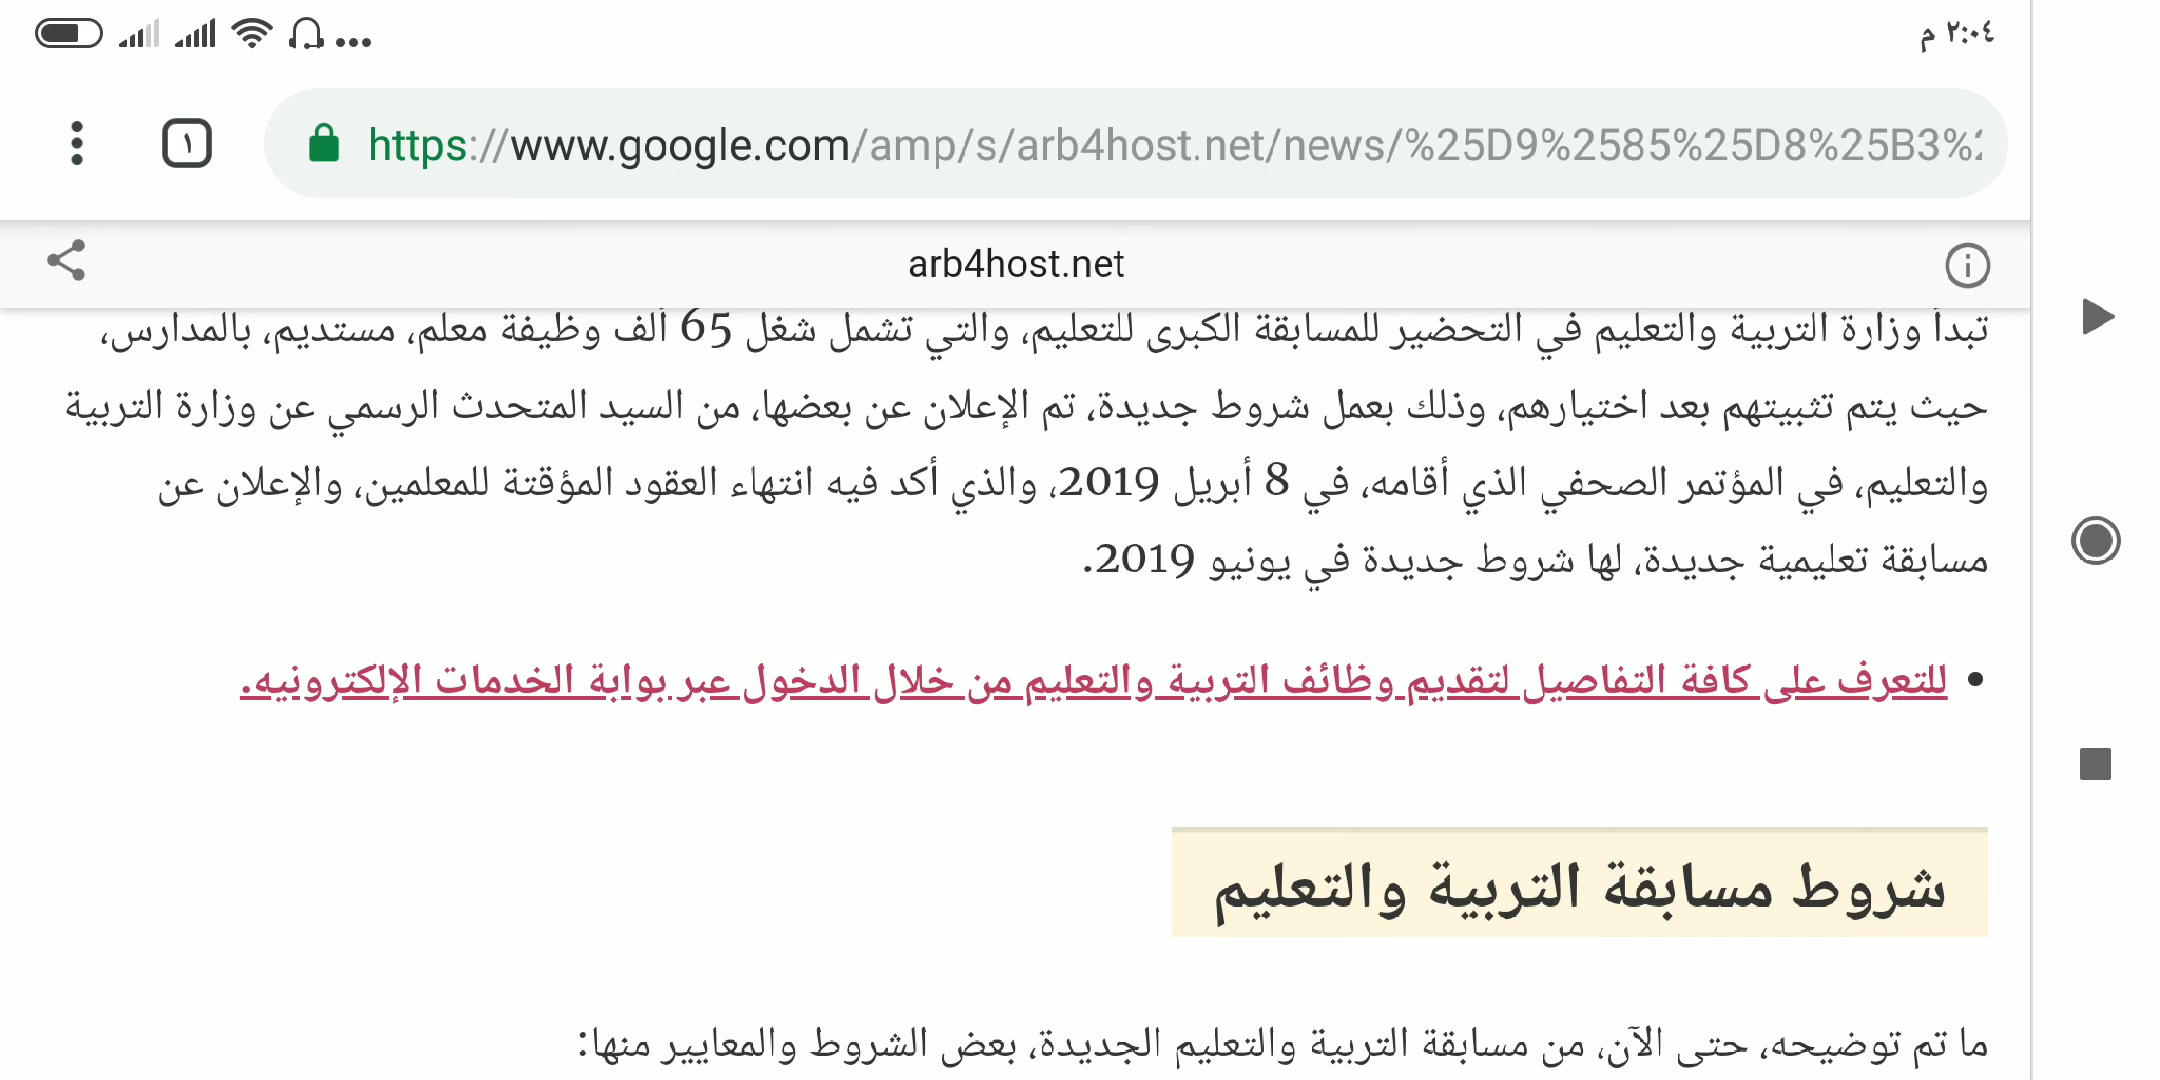 ٢:٠٤ م
١
https://www.google.com/amp/s/arb4host.net/news/%25D9%2585%25D8%25B3%
arb4host.net
تبدأ وزارة التربية والتعليم في التحضير للمسابقة الكبرى للتعليم، والتي تشمل شغل 65 ألف وظيفة معلم، مستديم، بالمدارس،
حيث يتم تثبيتهم بعد اختيارهم، وذلك بعمل شروط جديدة، تم الإعلان عن بعضها، من السيد المتحدث الرسمي عن وزارة التربية
والتعليم، في المؤتمر الصحفي الذي أقامه، في 8 أبريل 2019، والذي أكد فيه انتهاء العقود المؤقتة للمعلمين، والإعلان عن
مسابقة تعليمية جديدة، لها شروط جديدة في يونيو 2019.
• للتعرف على كافة التفاصيل لتقديم وظائف التربية والتعليم من خلال الدخول عبر بوابة الخدمات الإلكترونيه.
شروط مسابقة التربية والتعليم
ما تم توضيحه، حتى الآن، من مسابقة التربية والتعليم الجديدة، بعض الشروط والمعايير منها: